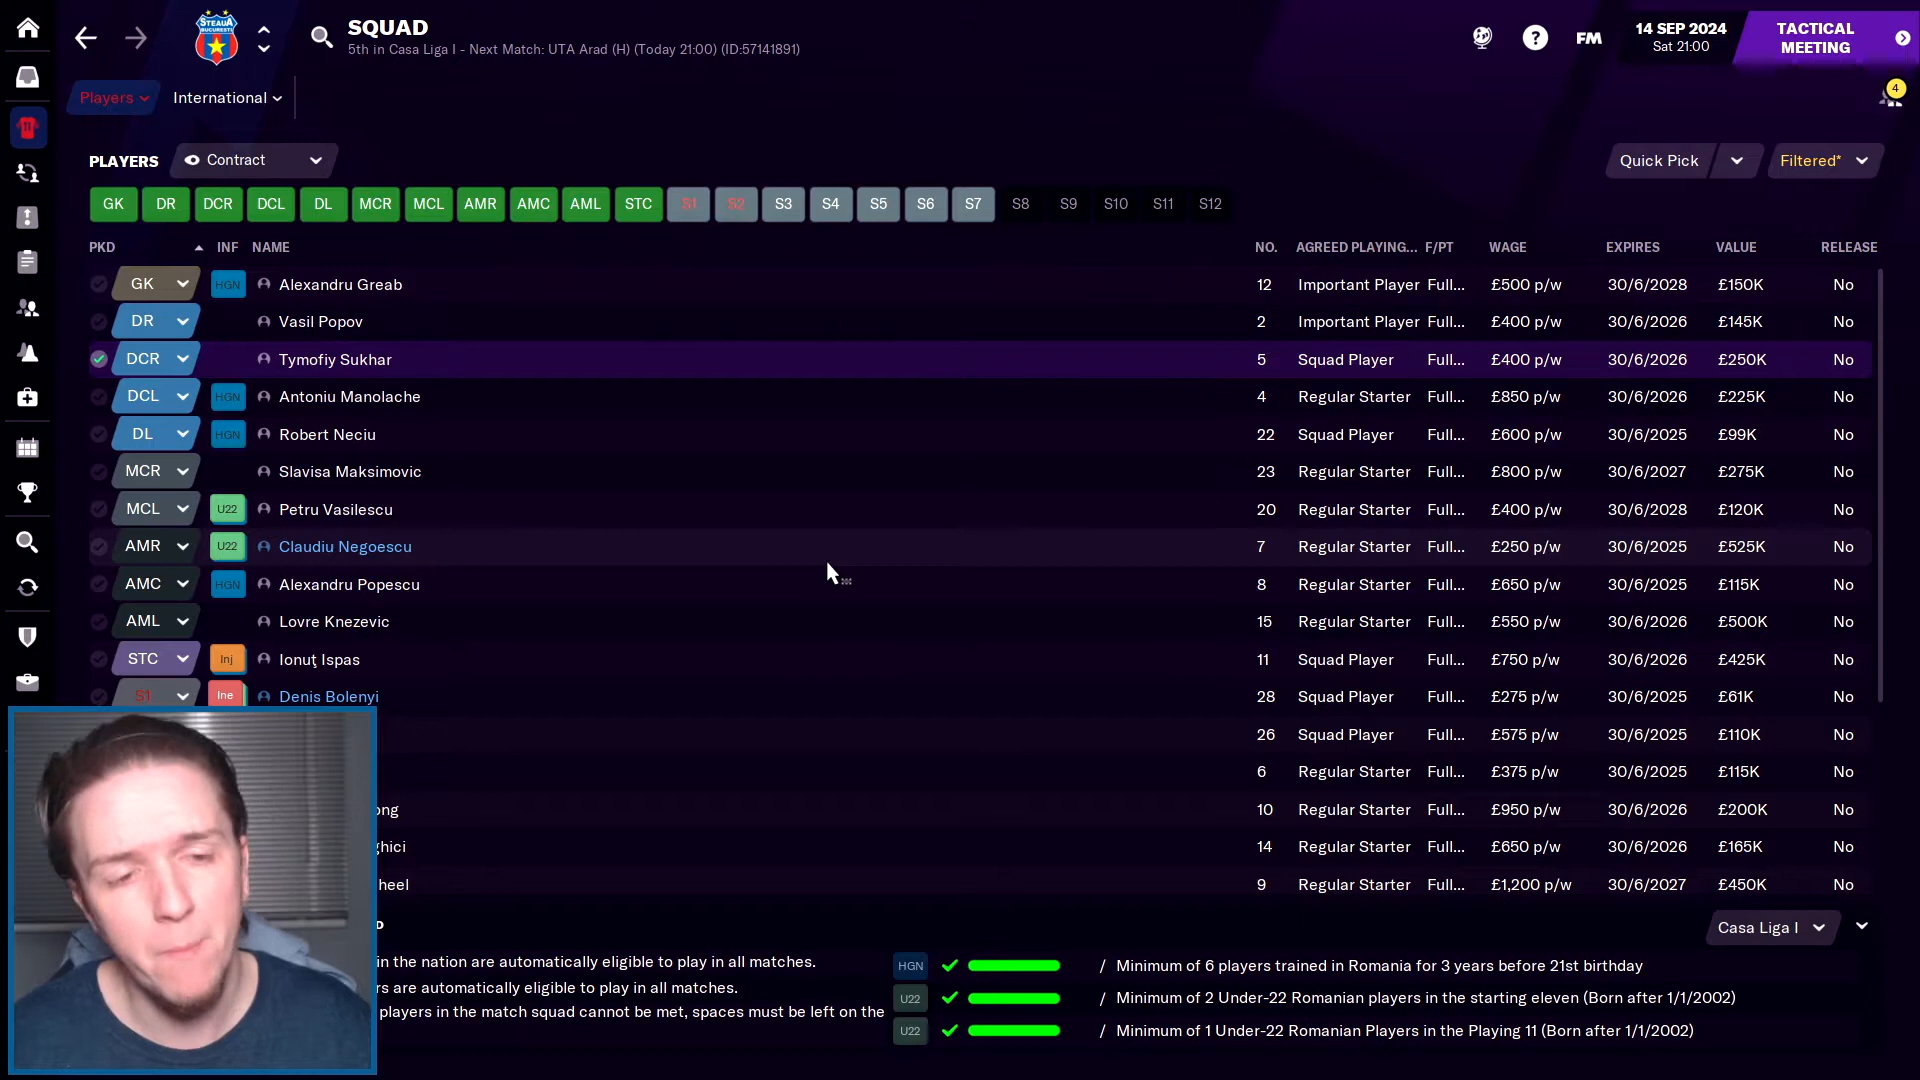 STEAUA
BUCURESTI
SQUAD
5th in Casa Liga I - Next Match: UTA Arad (H) (Today 21:00) (ID:57141891)
FM
14 SEP 2024
Sat 21:00
TACTICAL
MEETING
Players
International
4
PLAYERS
Contract
Quick Pick
Filtered*
GK DR DCR DCL DL MCR MCL AMR AMC AML STC S1 S2 S3 S4 S5 S6 S7 S8 S9 S10 S11 S12
PKD INF NAME NO. AGREED PLAYING... F/PT WAGE EXPIRES VALUE RELEASE
GK HGN Alexandru Greab 12 Important Player Full... £500 p/w 30/6/2028 £150K No
DR Vasil Popov 2 Important Player Full... £400 p/w 30/6/2026 £145K No
DCR Tymofiy Sukhar 5 Squad Player Full... £400 p/w 30/6/2026 £250K No
DCL HGN Antoniu Manolache 4 Regular Starter Full... £850 p/w 30/6/2026 £225K No
DL HGN Robert Neciu 22 Squad Player Full... £600 p/w 30/6/2025 £99K No
MCR Slavisa Maksimovic 23 Regular Starter Full... £800 p/w 30/6/2027 £275K No
MCL U22 Petru Vasilescu 20 Regular Starter Full... £400 p/w 30/6/2028 £120K No
AMR U22 Claudiu Negoescu 7 Regular Starter Full... £250 p/w 30/6/2025 £525K No
AMC HGN Alexandru Popescu 8 Regular Starter Full... £650 p/w 30/6/2025 £115K No
AML Lovre Knezevic 15 Regular Starter Full... £550 p/w 30/6/2026 £500K No
STC Inj Ionuţ Ispas 11 Squad Player Full... £750 p/w 30/6/2026 £425K No
S1 Ine Denis Bolenyi 28 Squad Player Full... £275 p/w 30/6/2025 £61K No
26 Squad Player Full... £575 p/w 30/6/2025 £110K No
6 Regular Starter Full... £375 p/w 30/6/2025 £115K No
ong 10 Regular Starter Full... £950 p/w 30/6/2026 £200K No
ghici 14 Regular Starter Full... £650 p/w 30/6/2026 £165K No
heel 9 Regular Starter Full... £1,200 p/w 30/6/2027 £450K No
D
Casa Liga I
in the nation are automatically eligible to play in all matches.
rs are automatically eligible to play in all matches.
players in the match squad cannot be met, spaces must be left on the
HGN / Minimum of 6 players trained in Romania for 3 years before 21st birthday
U22 / Minimum of 2 Under-22 Romanian players in the starting eleven (Born after 1/1/2002)
U22 / Minimum of 1 Under-22 Romanian Players in the Playing 11 (Born after 1/1/2002)